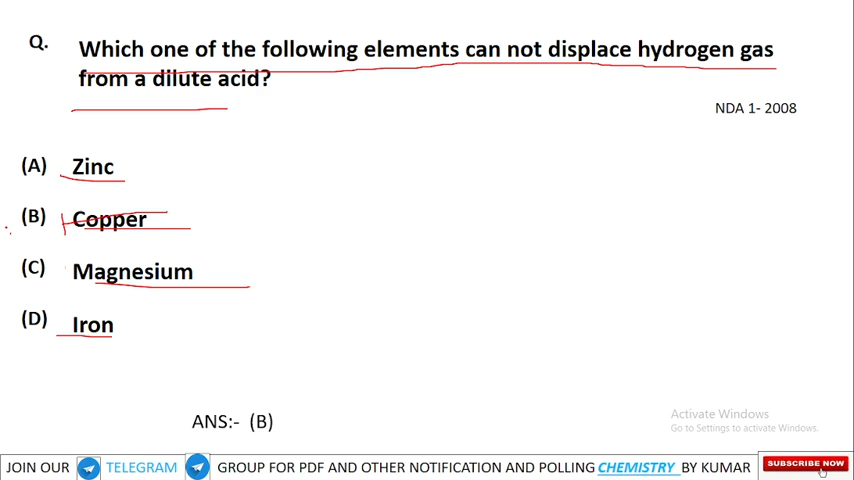 Q. Which one of the following elements can not displace hydrogen gas
from a dilute acid?
NDA 1- 2008
(A) Zinc
(B) Copper
(C) Magnesium
(D) Iron
ANS:- (B)
Activate Windows
Go to Settings to activate Windows.
JOIN OUR TELEGRAM GROUP FOR PDF AND OTHER NOTIFICATION AND POLLING CHEMISTRY BY KUMAR SUBSCRIBE NOW